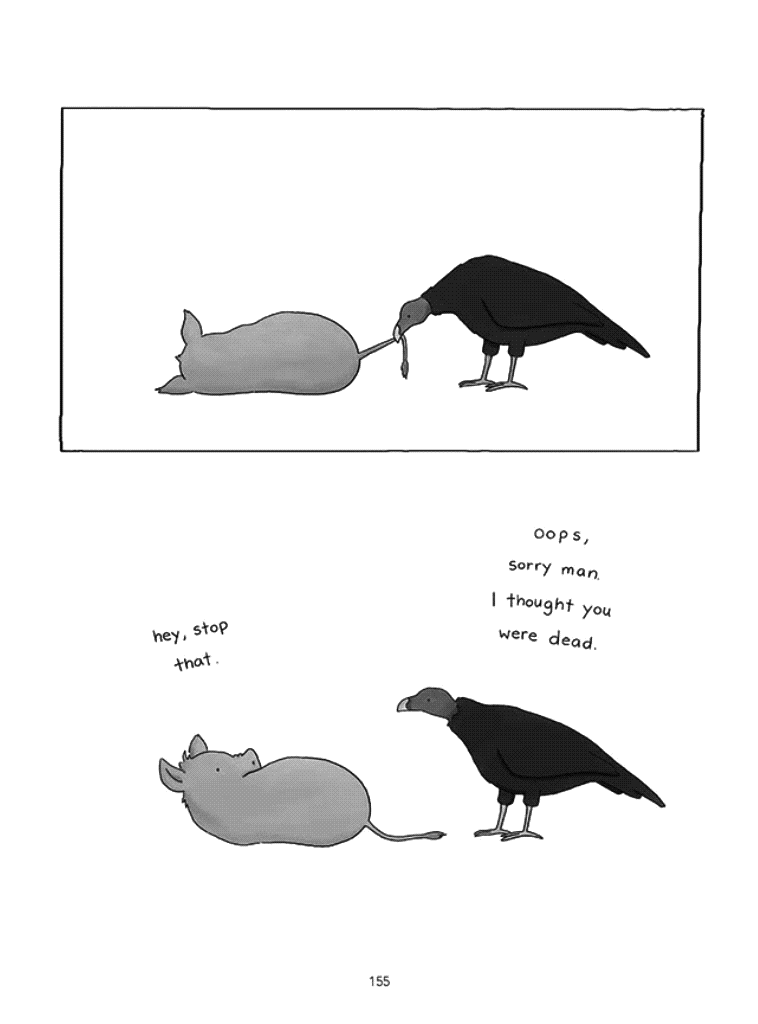 hey, stop
that.
oops,
sorry man.
I thought you
were dead.
155